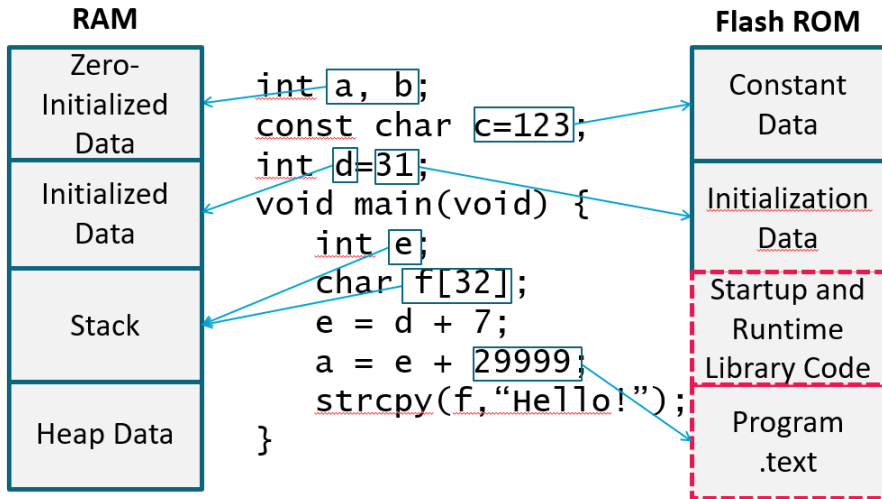 RAM
Zero-
Initialized
Data
Initialized
Data
Stack
Heap Data
int a, b;
const char c=123;
int d=31;
void main(void) {
int e;
char f[32];
e = d + 7;
a = e + 29999;
strcpy(f,“Hello!”);
}
Flash ROM
Constant
Data
Initialization
Data
Startup and
Runtime
Library Code
Program
.text